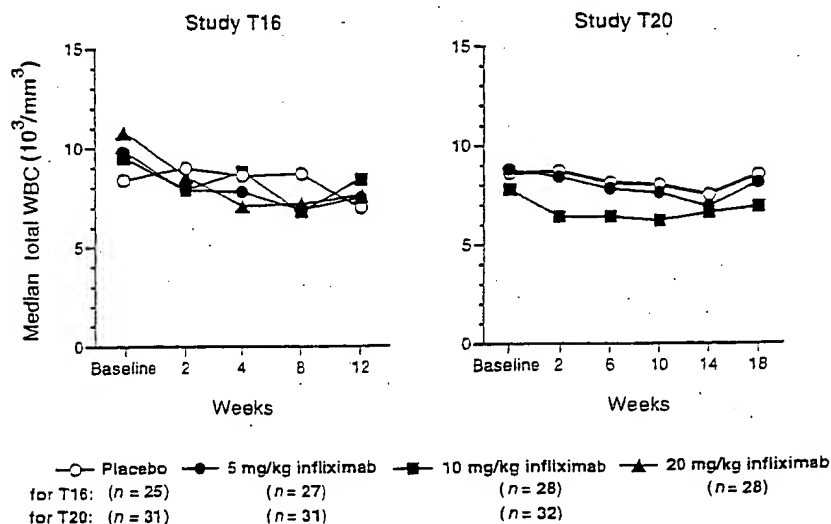 Study T16
Study T20
Median total WBC (10³/mm³)
15
10
5
0
Baseline 2 4 8 12
Weeks
15
10
5
0
Baseline 2 6 10 14 18
Weeks
Placebo 5 mg/kg infliximab 10 mg/kg infliximab 20 mg/kg infliximab
for T16: (n = 25) (n = 27) (n = 28) (n = 28)
for T20: (n = 31) (n = 31) (n = 32)